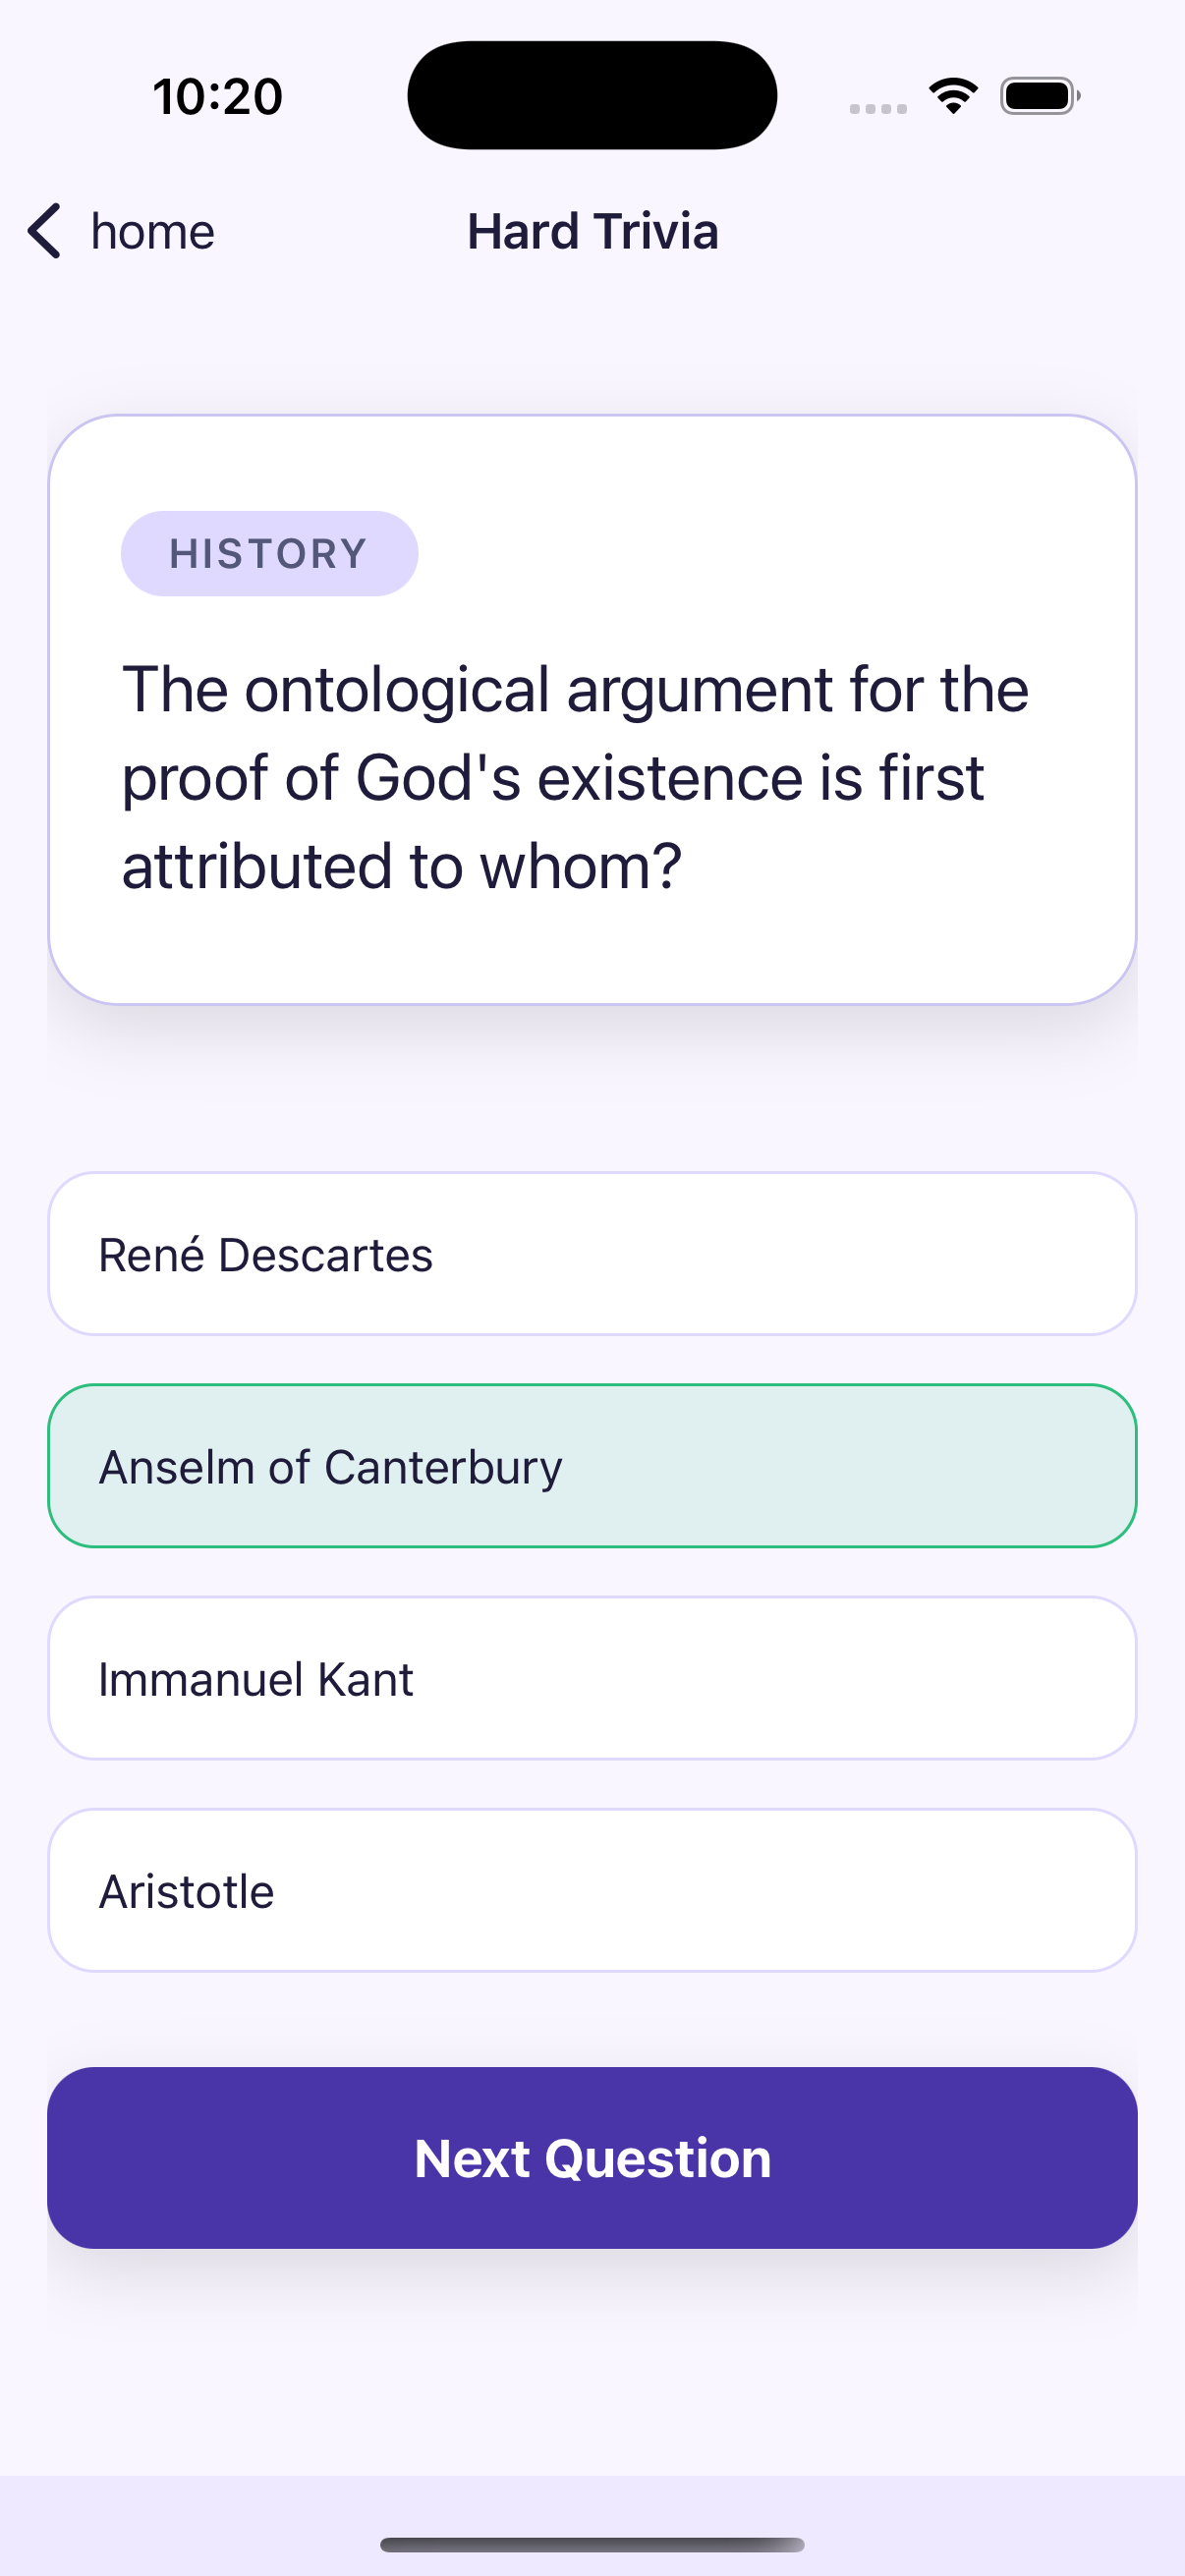 10:20
home
Hard Trivia
HISTORY
The ontological argument for the
proof of God's existence is first
attributed to whom?
René Descartes
Anselm of Canterbury
Immanuel Kant
Aristotle
Next Question